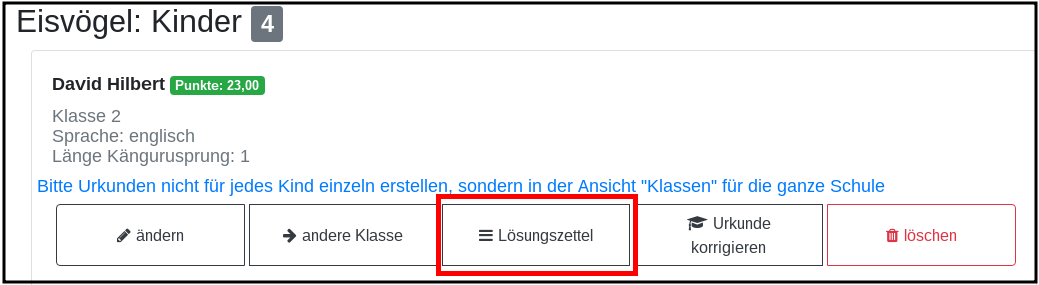 Eisvögel: Kinder 4
David Hilbert Punkte: 23,00
Klasse 2
Sprache: englisch
Länge Kängurusprung: 1
Bitte Urkunden nicht für jedes Kind einzeln erstellen, sondern in der Ansicht "Klassen" für die ganze Schule
ändern
andere Klasse
Lösungszettel
Urkunde
korrigieren
löschen